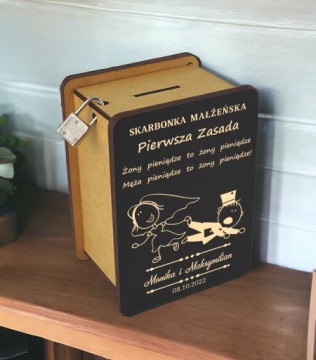 SKARBONKA MAŁŻEŃSKA
Pierwsza Zasada
Żony pieniądze to żony pieniądze
Męża pieniądze to żony pieniądze!
Monika i Maksymilian
08.10.2022